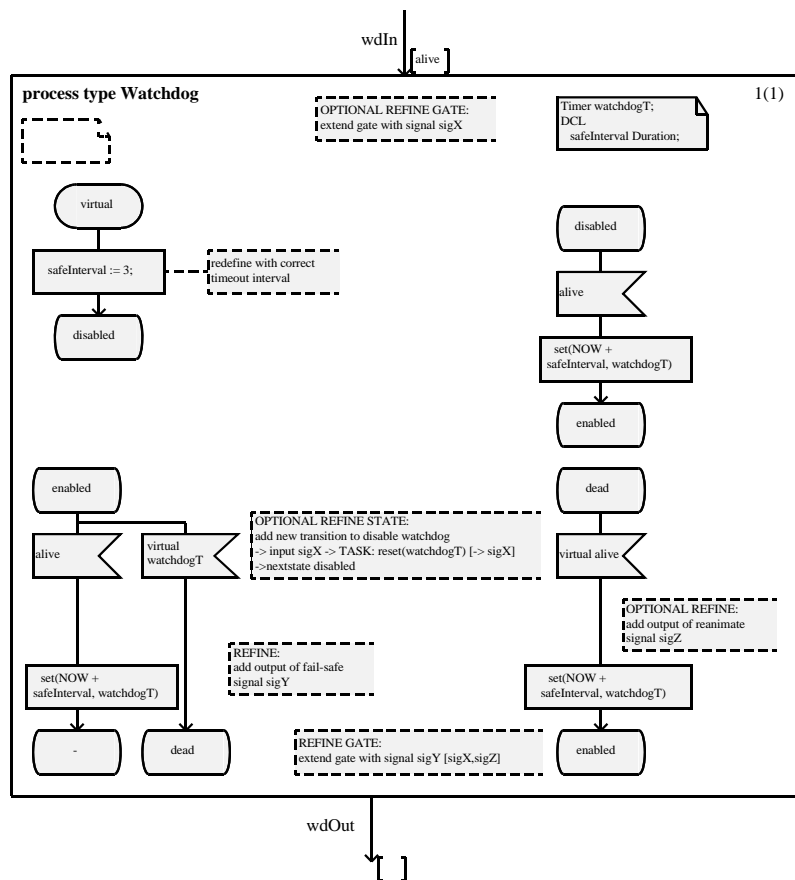 wdIn
alive
process type Watchdog
1(1)
OPTIONAL REFINE GATE:
extend gate with signal sigX
Timer watchdogT;
DCL
safeInterval Duration;
virtual
safeInterval := 3;
redefine with correct
timeout interval
disabled
disabled
alive
set(NOW +
safeInterval, watchdogT)
enabled
enabled
alive
virtual
watchdogT
OPTIONAL REFINE STATE:
add new transition to disable watchdog
-> input sigX -> TASK: reset(watchdogT) [-> sigX]
->nextstate disabled
REFINE:
add output of fail-safe
signal sigY
set(NOW +
safeInterval, watchdogT)
-
dead
dead
virtual alive
OPTIONAL REFINE:
add output of reanimate
signal sigZ
set(NOW +
safeInterval, watchdogT)
enabled
REFINE GATE:
extend gate with signal sigY [sigX,sigZ]
wdOut